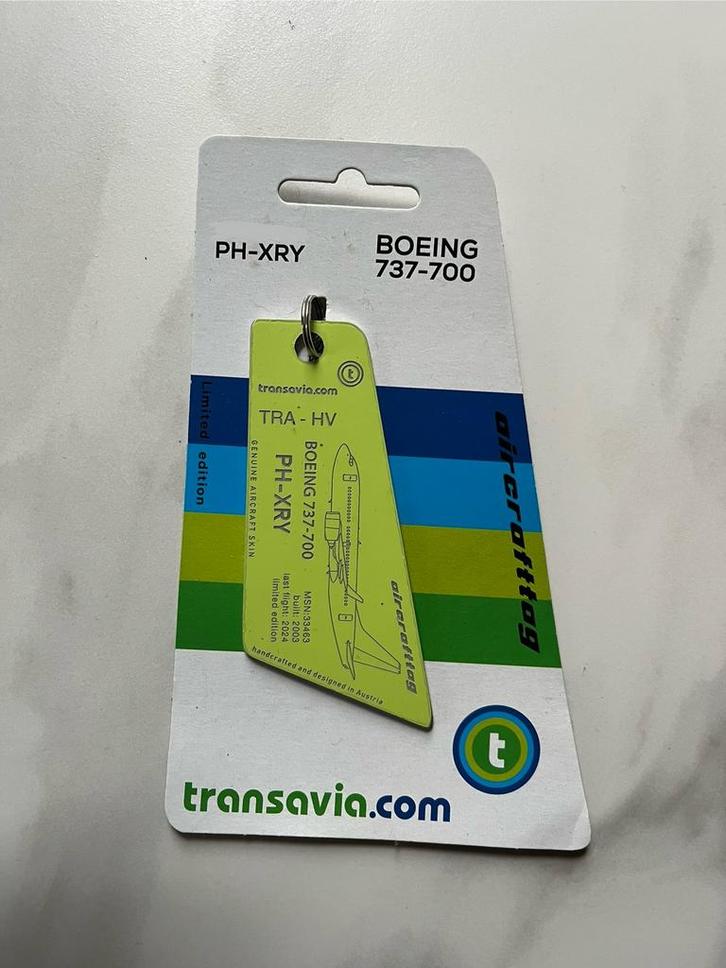 PH-XRY
BOEING
737-700
Limited edition
aircrafttag
t
transavia.com
TRA - HV
GENUINE AIRCRAFT SKIN
PH-XRY
BOEING 737-700
MSN:33463
built: 2003
last flight: 2024
limited edition
aircrafttag
handcrafted and designed in Austria
t
transavia.com